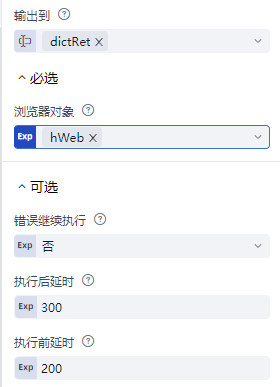 输出到
dictRet
必选
浏览器对象
Exp hWeb
可选
错误继续执行
Exp 否
执行后延时
Exp 300
执行前延时
Exp 200